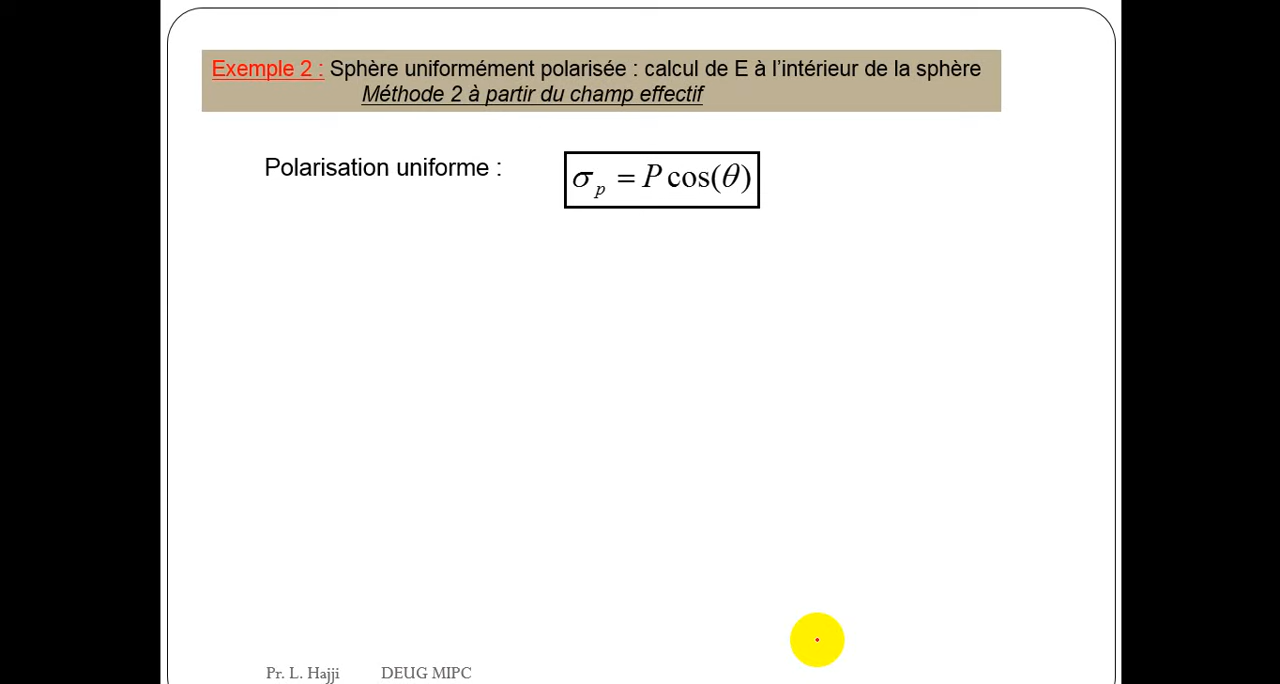 Exemple 2 : Sphère uniformément polarisée : calcul de E à l’intérieur de la sphère
Méthode 2 à partir du champ effectif
Polarisation uniforme : σₚ = P cos(θ)
Pr. L. Hajji DEUG MIPC